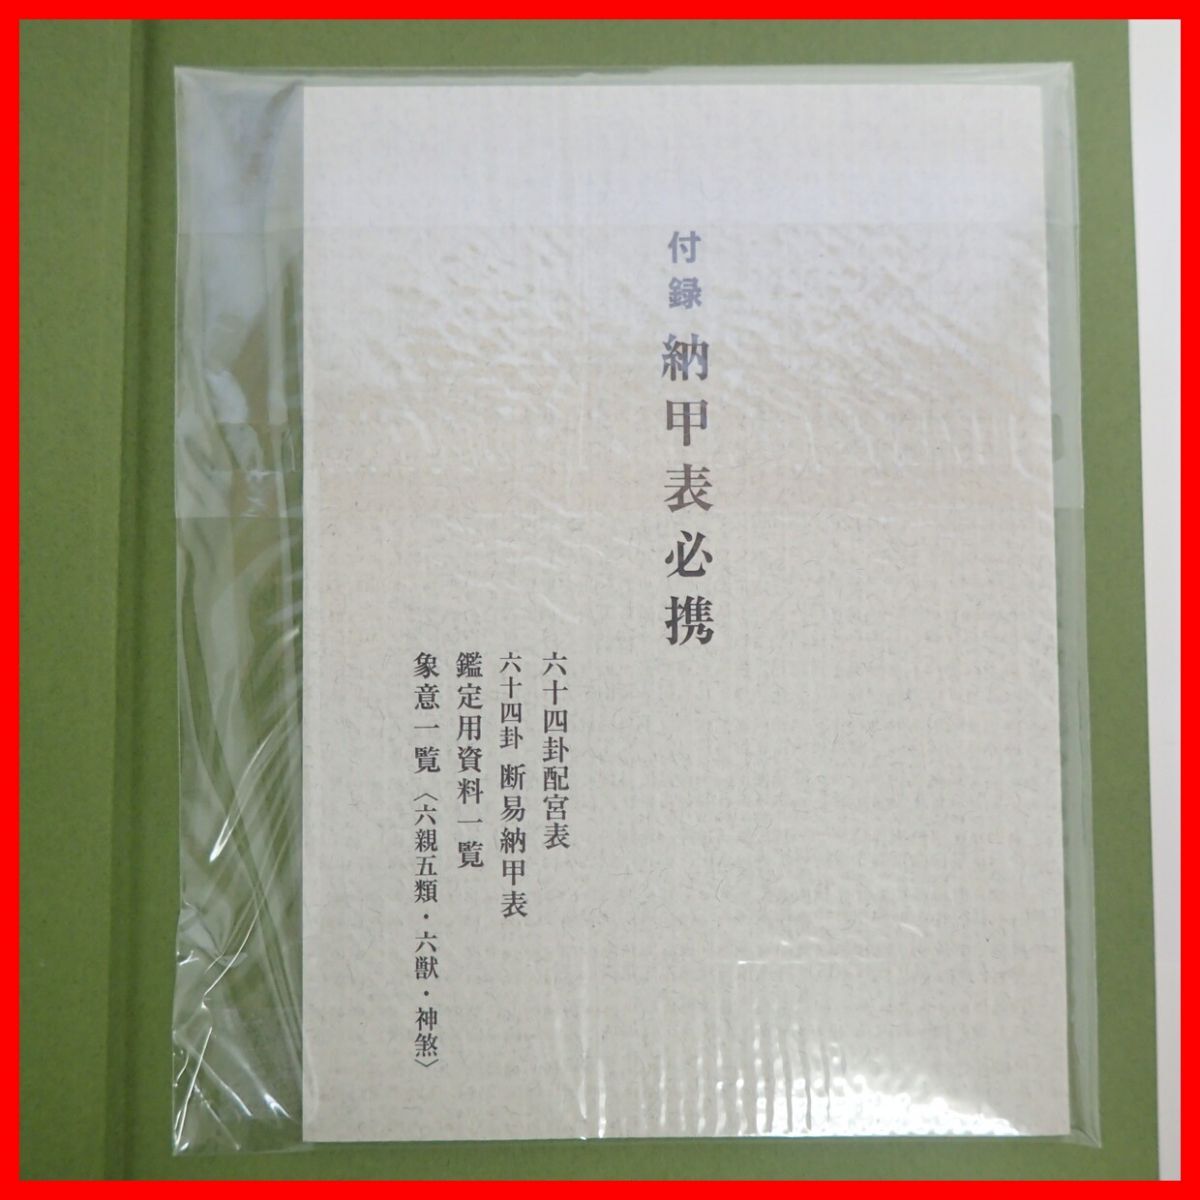 付録 納甲表必携
六十四卦配宮表
六十四卦 断易納甲表
鑑定用資料一覧
象意一覧〈六親五類・六獣・神煞〉